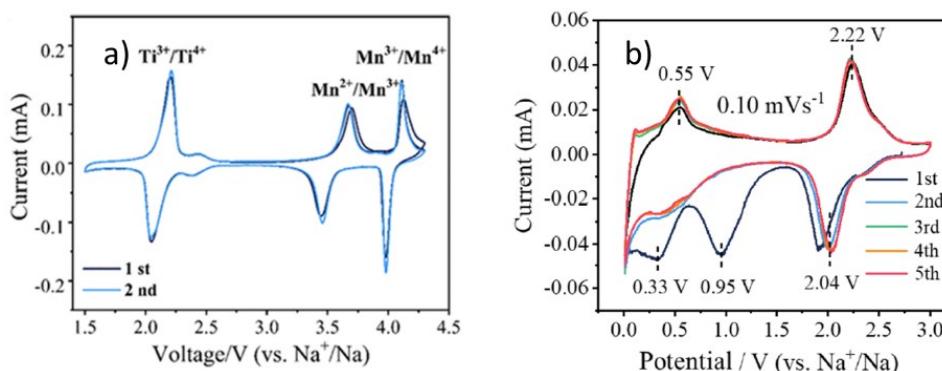 a)
Ti³⁺/Ti⁴⁺
Mn³⁺/Mn⁴⁺
Mn²⁺/Mn³⁺
0.2
0.1
0.0
-0.1
-0.2
Current (mA)
1 st
2 nd
1.5 2.0 2.5 3.0 3.5 4.0 4.5
Voltage/V (vs. Na⁺/Na)
b)
0.06
0.04
0.02
0.00
-0.02
-0.04
-0.06
Current (mA)
2.22 V
0.55 V
0.10 mVs⁻¹
1st
2nd
3rd
4th
5th
0.33 V
0.95 V
2.04 V
0.0 0.5 1.0 1.5 2.0 2.5 3.0
Potential / V (vs. Na⁺/Na)